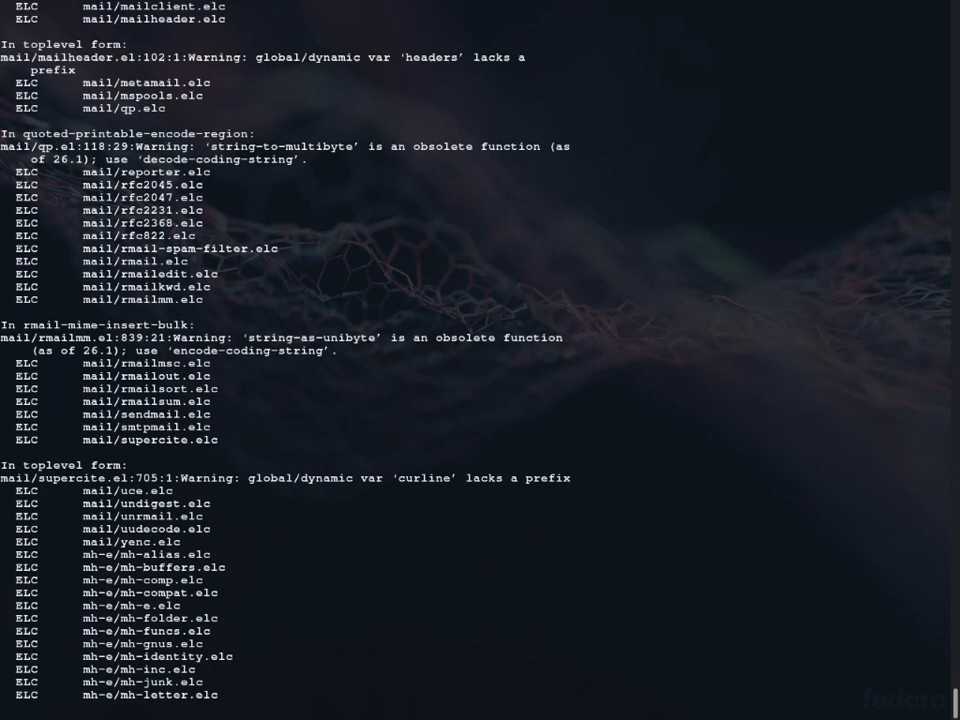 ELC mail/mailclient.elc
ELC mail/mailheader.elc
In toplevel form:
mail/mailheader.el:102:1:Warning: global/dynamic var ‘headers’ lacks a
prefix
ELC mail/metamail.elc
ELC mail/mspools.elc
ELC mail/qp.elc
In quoted-printable-encode-region:
mail/qp.el:118:29:Warning: ‘string-to-multibyte’ is an obsolete function (as
of 26.1); use ‘decode-coding-string’.
ELC mail/reporter.elc
ELC mail/rfc2045.elc
ELC mail/rfc2047.elc
ELC mail/rfc2231.elc
ELC mail/rfc2368.elc
ELC mail/rfc822.elc
ELC mail/rmail-spam-filter.elc
ELC mail/rmail.elc
ELC mail/rmailedit.elc
ELC mail/rmailkwd.elc
ELC mail/rmailmm.elc
In rmail-mime-insert-bulk:
mail/rmailmm.el:839:21:Warning: ‘string-as-unibyte’ is an obsolete function
(as of 26.1); use ‘encode-coding-string’.
ELC mail/rmailmsc.elc
ELC mail/rmailout.elc
ELC mail/rmailsort.elc
ELC mail/rmailsum.elc
ELC mail/sendmail.elc
ELC mail/smtpmail.elc
ELC mail/supercite.elc
In toplevel form:
mail/supercite.el:705:1:Warning: global/dynamic var ‘curline’ lacks a prefix
ELC mail/uce.elc
ELC mail/undigest.elc
ELC mail/unrmail.elc
ELC mail/uudecode.elc
ELC mail/yenc.elc
ELC mh-e/mh-alias.elc
ELC mh-e/mh-buffers.elc
ELC mh-e/mh-comp.elc
ELC mh-e/mh-compat.elc
ELC mh-e/mh-e.elc
ELC mh-e/mh-folder.elc
ELC mh-e/mh-funcs.elc
ELC mh-e/mh-gnus.elc
ELC mh-e/mh-identity.elc
ELC mh-e/mh-inc.elc
ELC mh-e/mh-junk.elc
ELC mh-e/mh-letter.elc
fedora